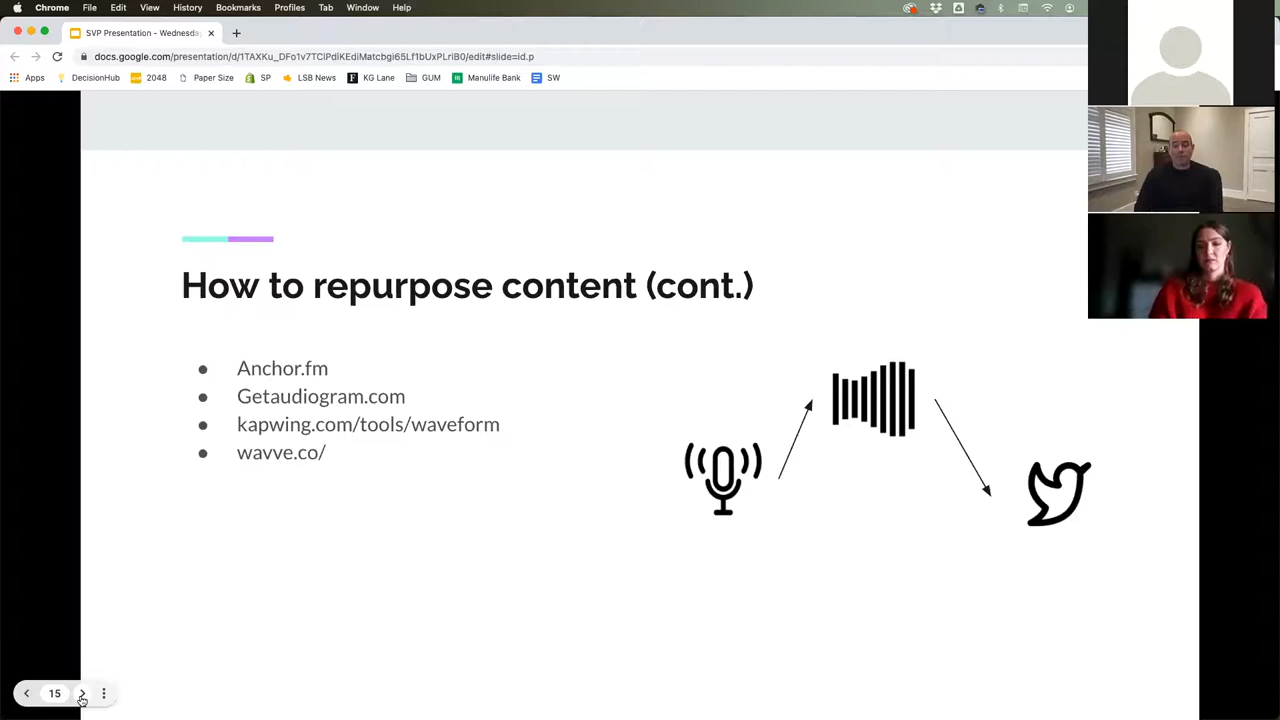 Chrome File Edit View History Bookmarks Profiles Tab Window Help
SVP Presentation - Wednesda
docs.google.com/presentation/d/1TAXKu_DFo1v7TClPdiKEdiMatcbgi65Lf1bUxPLriB0/edit#slide=id.p
Apps DecisionHub 2048 Paper Size SP LSB News KG Lane GUM Manulife Bank SW
How to repurpose content (cont.)
● Anchor.fm
● Getaudiogram.com
● kapwing.com/tools/waveform
● wavve.co/
15